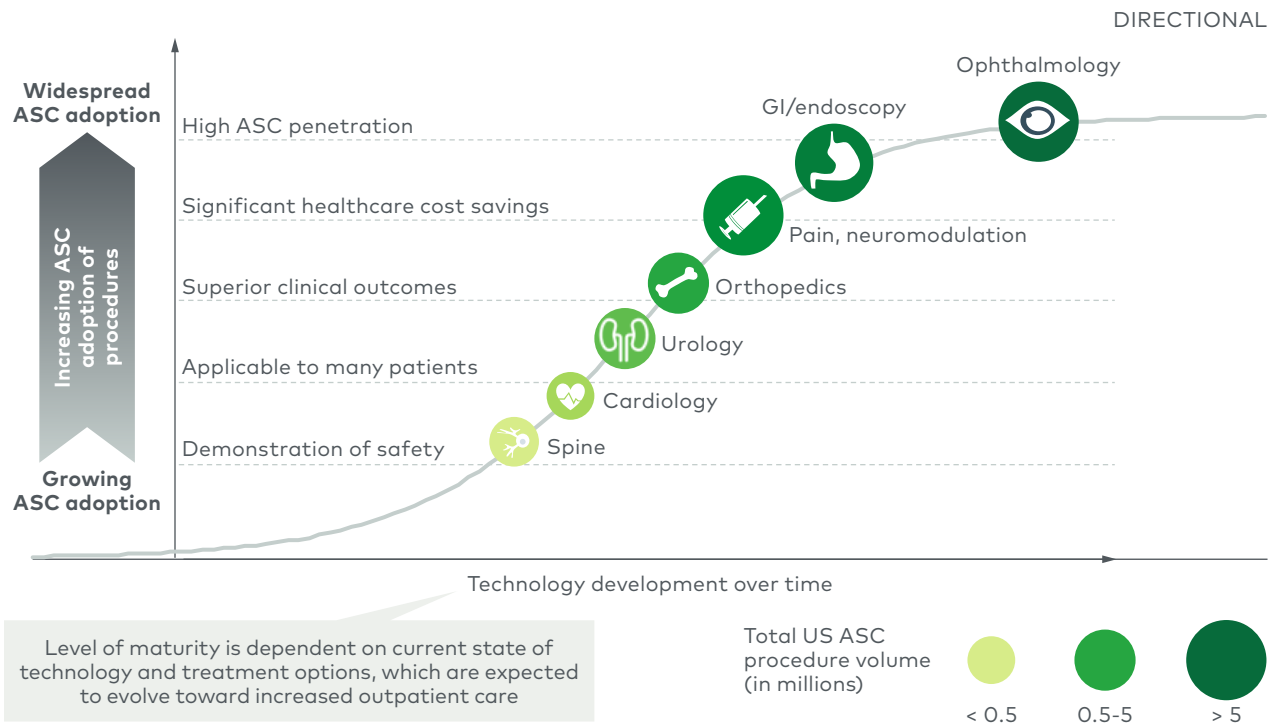 DIRECTIONAL
Widespread
ASC adoption
Increasing ASC
adoption of
procedures
Growing
ASC adoption
High ASC penetration
Significant healthcare cost savings
Superior clinical outcomes
Applicable to many patients
Demonstration of safety
Ophthalmology
GI/endoscopy
Pain, neuromodulation
Orthopedics
Urology
Cardiology
Spine
Technology development over time
Level of maturity is dependent on current state of
technology and treatment options, which are expected
to evolve toward increased outpatient care
Total US ASC
procedure volume
(in millions)
< 0.5
0.5-5
> 5